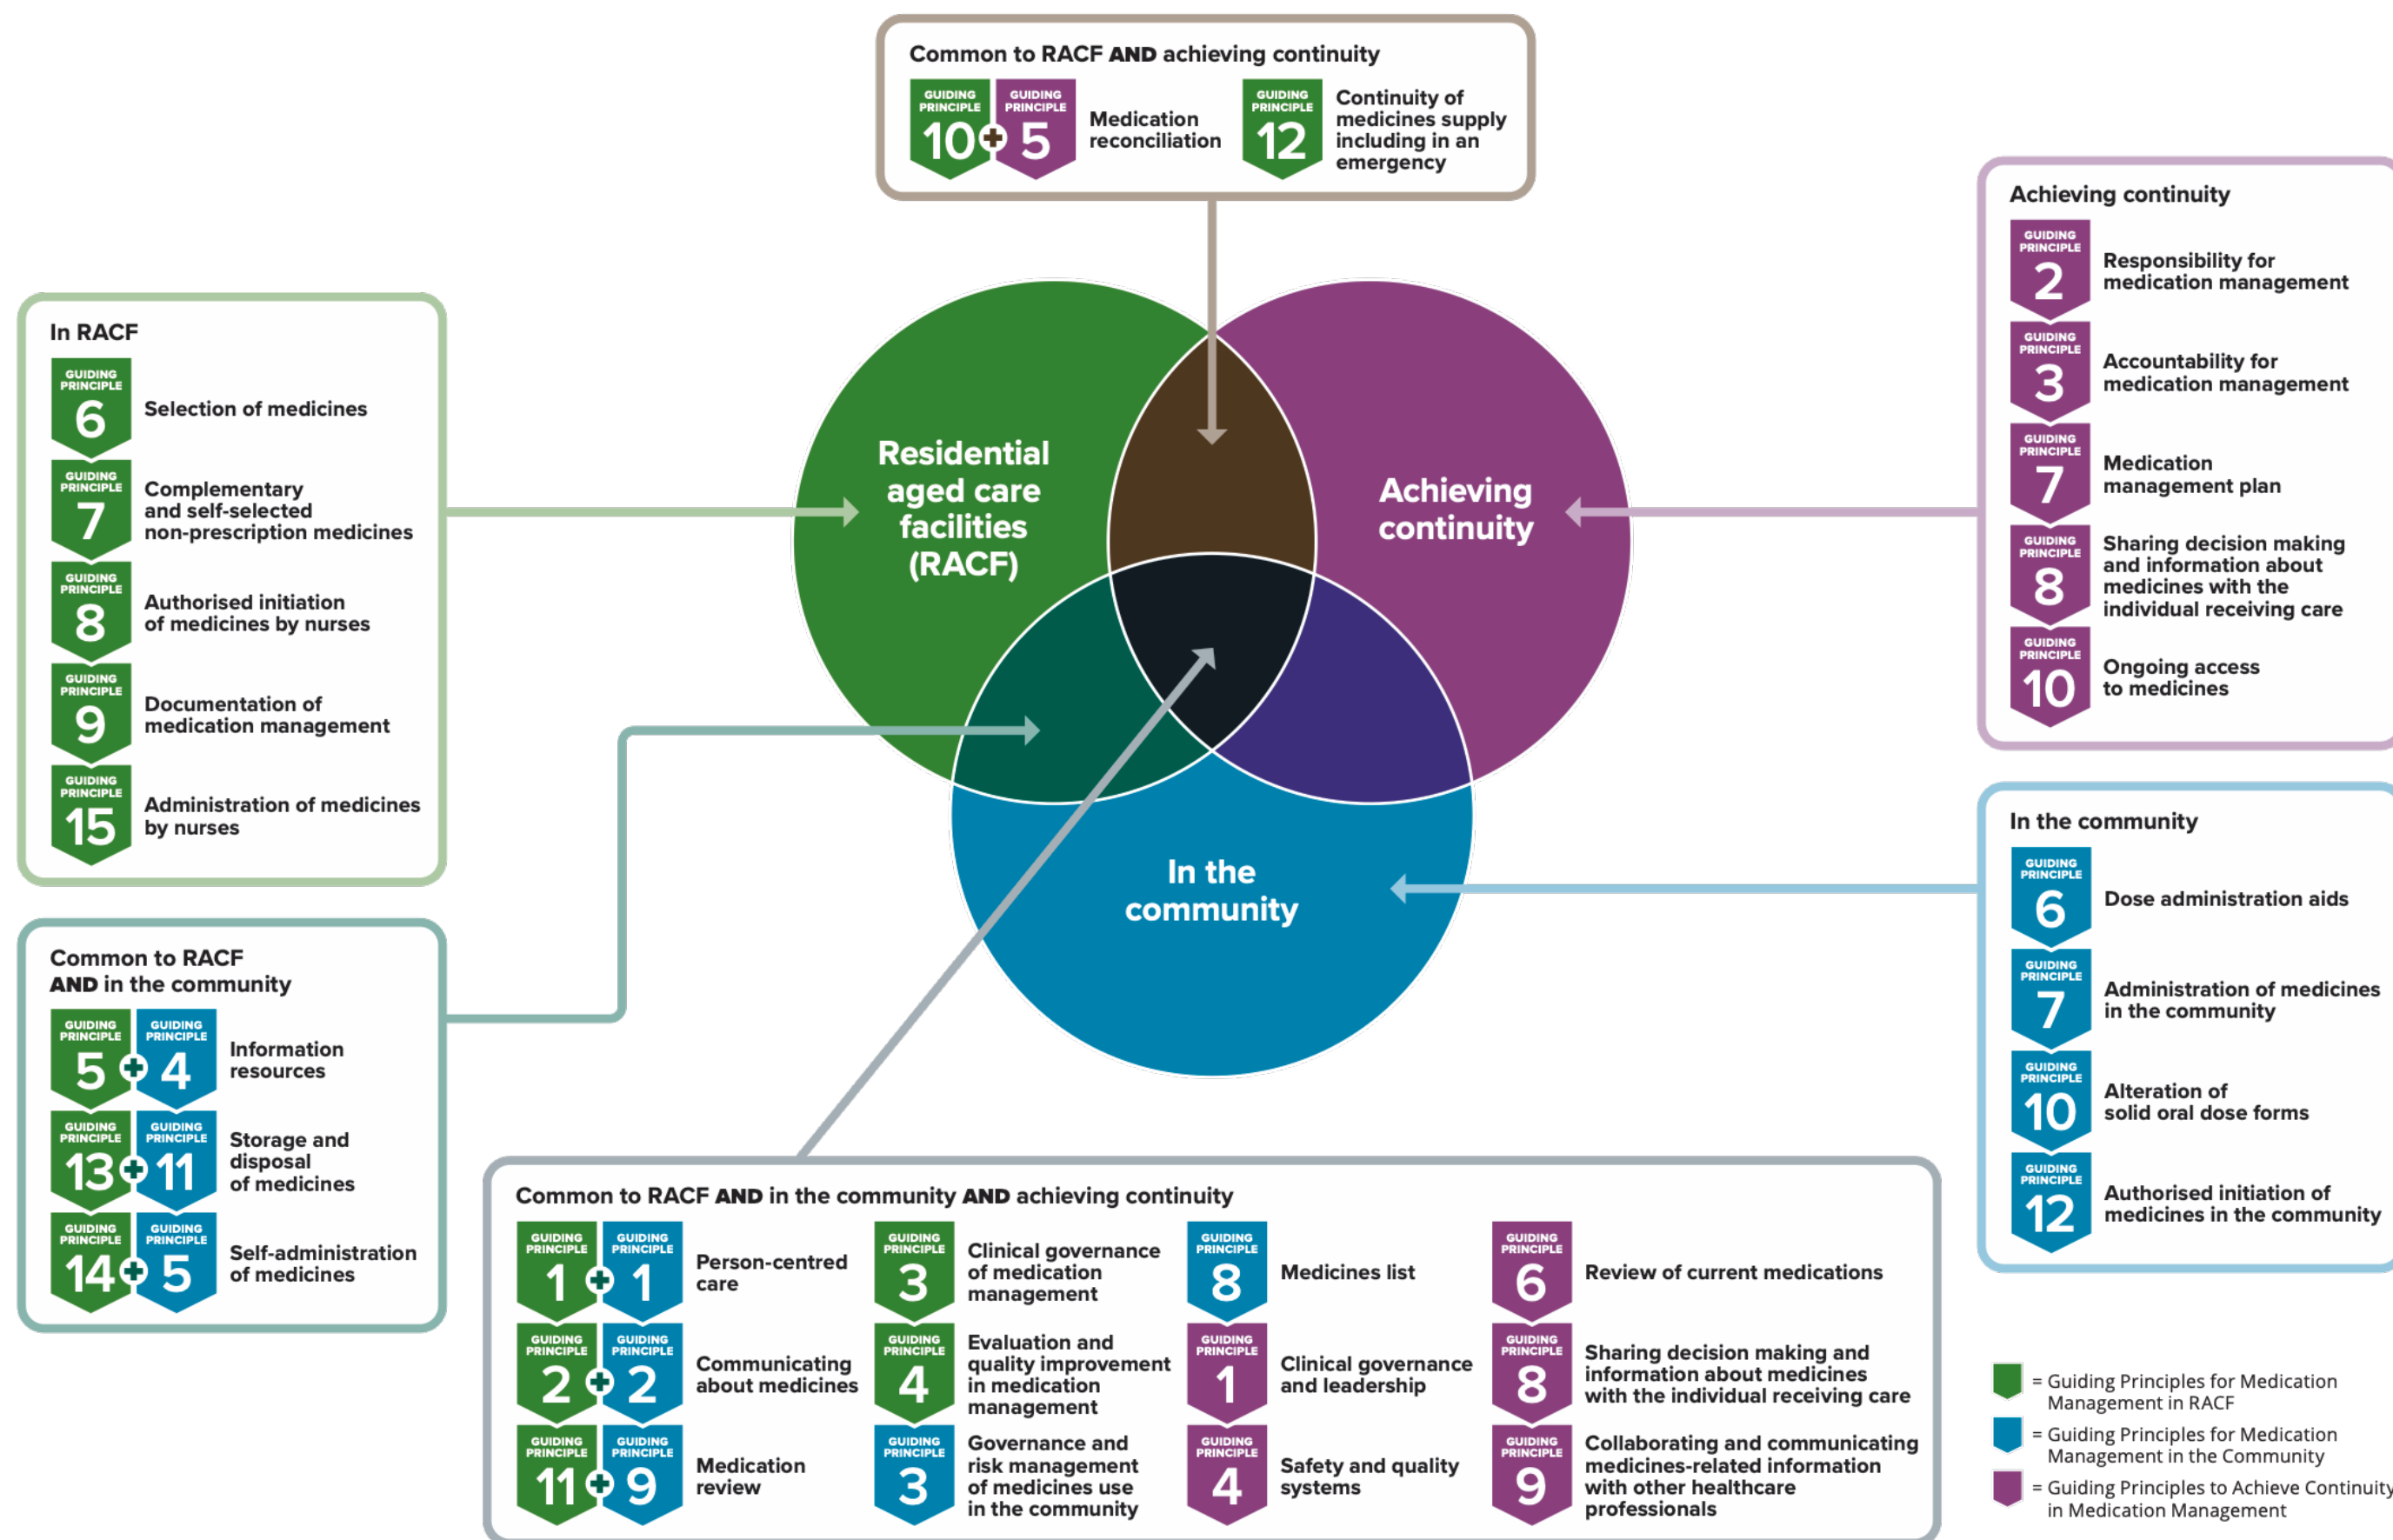 Common to RACF AND achieving continuity
GUIDING
PRINCIPLE
10
GUIDING
PRINCIPLE
5
Medication
reconciliation
GUIDING
PRINCIPLE
12
Continuity of
medicines supply
including in an
emergency
In RACF
GUIDING
PRINCIPLE
6
Selection of medicines
GUIDING
PRINCIPLE
7
Complementary
and self-selected
non-prescription medicines
GUIDING
PRINCIPLE
8
Authorised initiation
of medicines by nurses
GUIDING
PRINCIPLE
9
Documentation of
medication management
GUIDING
PRINCIPLE
15
Administration of medicines
by nurses
Residential
aged care
facilities
(RACF)
Achieving
continuity
In the
community
Achieving continuity
GUIDING
PRINCIPLE
2
Responsibility for
medication management
GUIDING
PRINCIPLE
3
Accountability for
medication management
GUIDING
PRINCIPLE
7
Medication
management plan
GUIDING
PRINCIPLE
8
Sharing decision making
and information about
medicines with the
individual receiving care
GUIDING
PRINCIPLE
10
Ongoing access
to medicines
Common to RACF
AND in the community
GUIDING
PRINCIPLE
5
GUIDING
PRINCIPLE
4
Information
resources
GUIDING
PRINCIPLE
13
GUIDING
PRINCIPLE
11
Storage and
disposal
of medicines
GUIDING
PRINCIPLE
14
GUIDING
PRINCIPLE
5
Self-administration
of medicines
In the community
GUIDING
PRINCIPLE
6
Dose administration aids
GUIDING
PRINCIPLE
7
Administration of medicines
in the community
GUIDING
PRINCIPLE
10
Alteration of
solid oral dose forms
GUIDING
PRINCIPLE
12
Authorised initiation of
medicines in the community
Common to RACF AND in the community AND achieving continuity
GUIDING
PRINCIPLE
1
GUIDING
PRINCIPLE
1
Person-centred
care
GUIDING
PRINCIPLE
2
GUIDING
PRINCIPLE
2
Communicating
about medicines
GUIDING
PRINCIPLE
11
GUIDING
PRINCIPLE
9
Medication
review
GUIDING
PRINCIPLE
3
Clinical governance
of medication
management
GUIDING
PRINCIPLE
4
Evaluation and
quality improvement
in medication
management
GUIDING
PRINCIPLE
3
Governance and
risk management
of medicines use
in the community
GUIDING
PRINCIPLE
8
Medicines list
GUIDING
PRINCIPLE
1
Clinical governance
and leadership
GUIDING
PRINCIPLE
4
Safety and quality
systems
GUIDING
PRINCIPLE
6
Review of current medications
GUIDING
PRINCIPLE
8
Sharing decision making and
information about medicines
with the individual receiving care
GUIDING
PRINCIPLE
9
Collaborating and communicating
medicines-related information
with other healthcare
professionals
= Guiding Principles for Medication
Management in RACF
= Guiding Principles for Medication
Management in the Community
= Guiding Principles to Achieve Continuity
in Medication Management